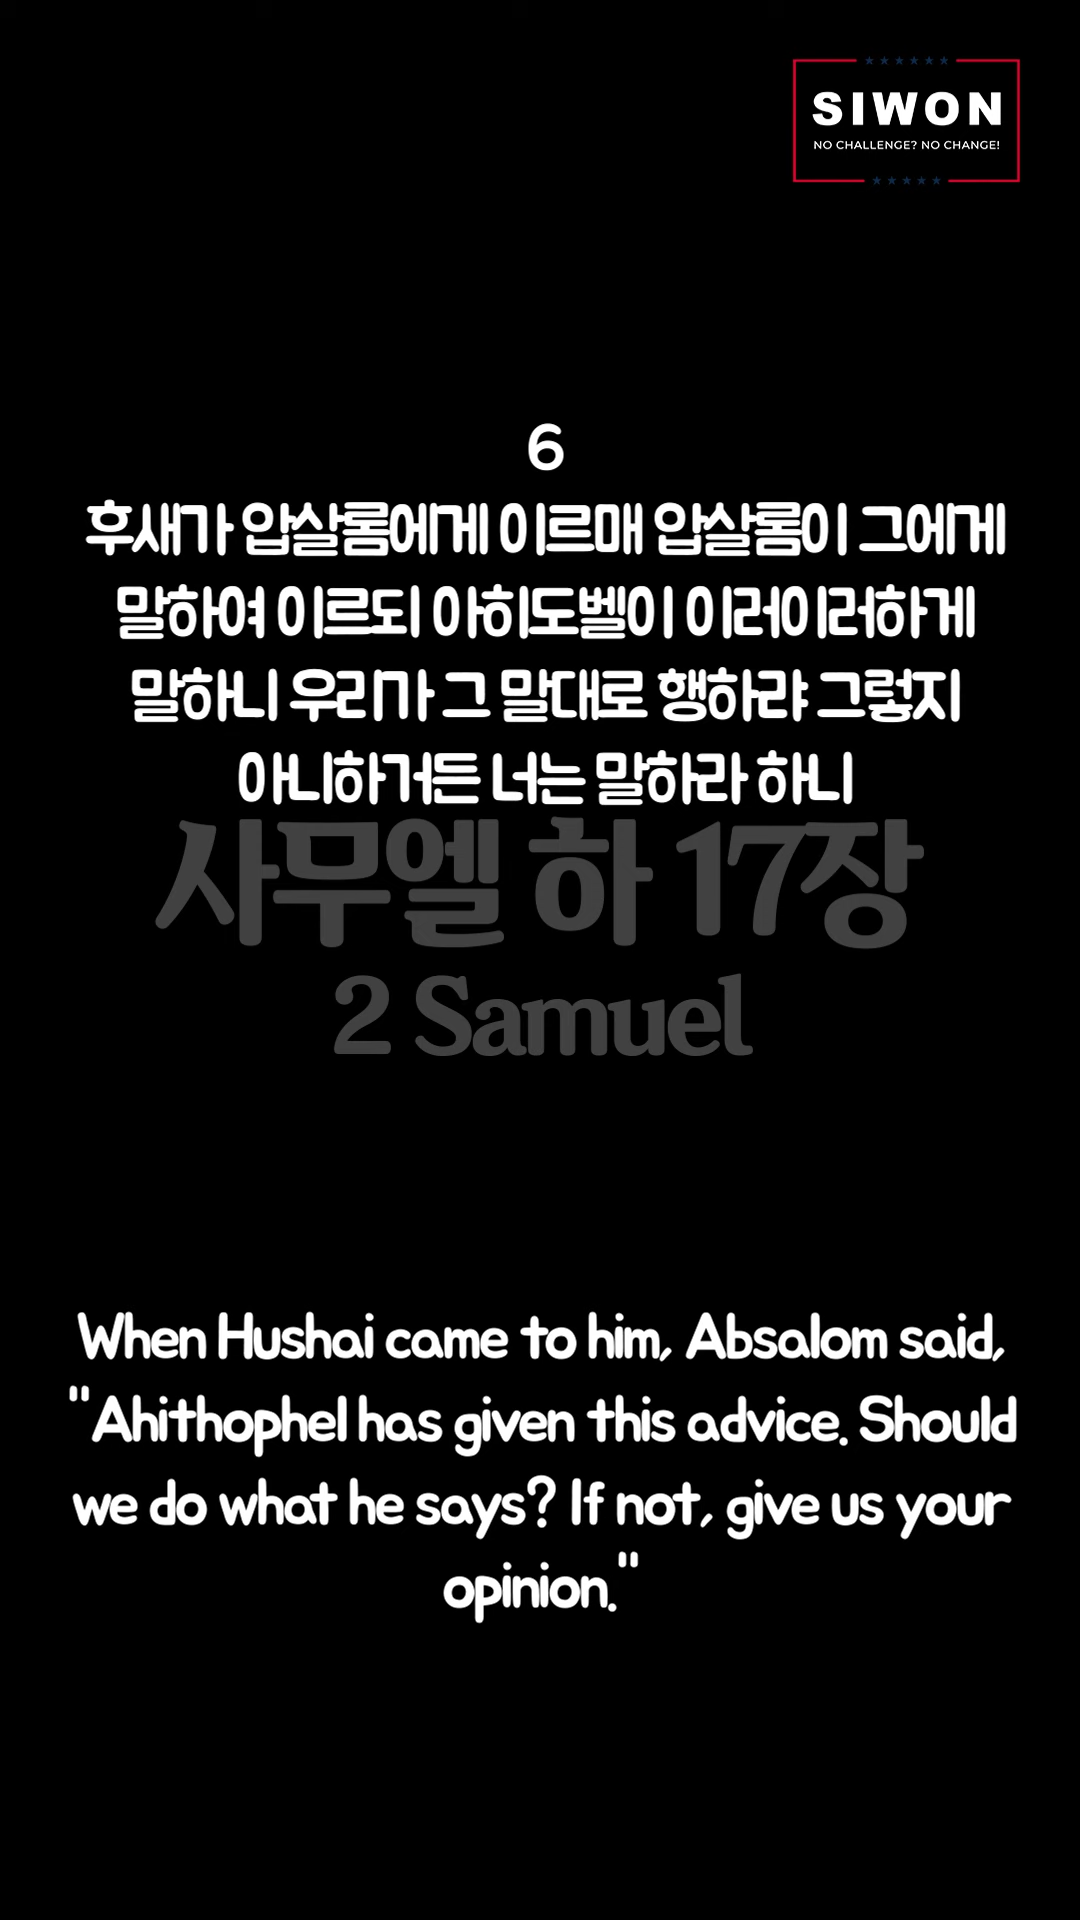 SIWON
NO CHALLENGE? NO CHANGE!
6
후새가 압살롬에게 이르매 압살롬이 그에게
말하여 이르되 아히도벨이 이러이러하게
말하니 우리가 그 말대로 행하랴 그렇지
아니하거든 너는 말하라 하니
사무엘 하 17장
2 Samuel
When Hushai came to him, Absalom said,
"Ahithophel has given this advice. Should
we do what he says? If not, give us your
opinion."